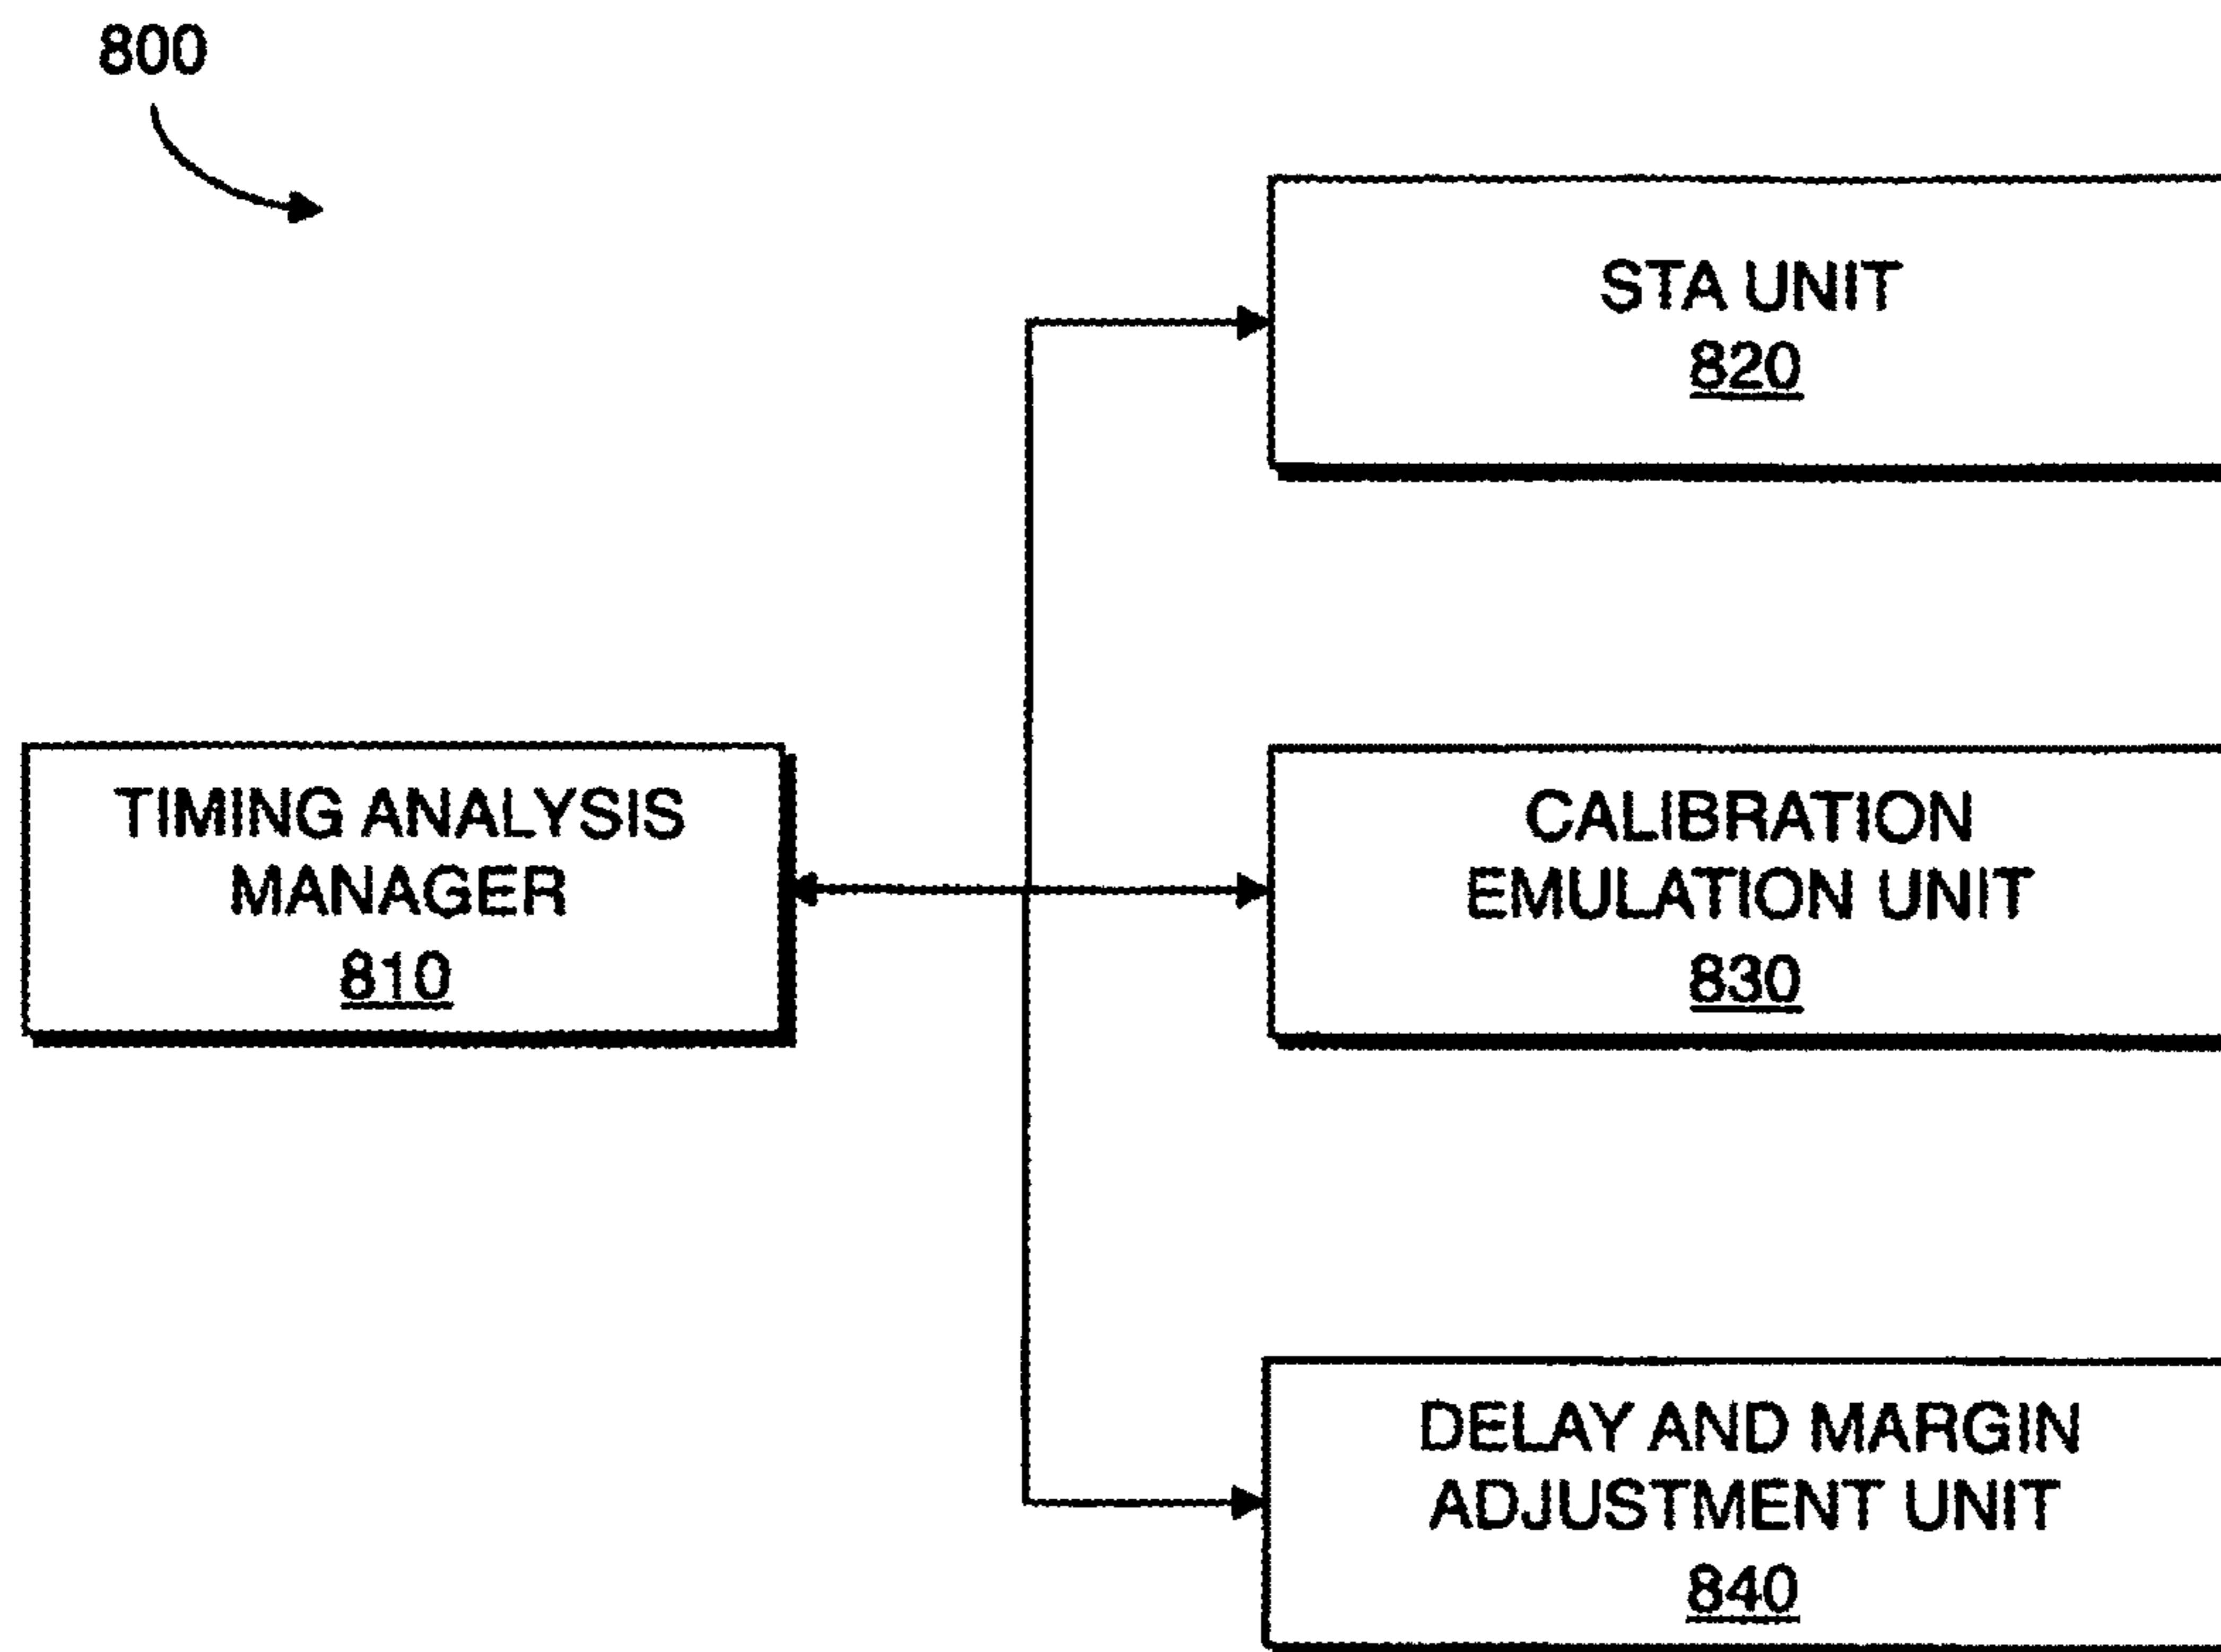 800
STA UNIT
820
TIMING ANALYSIS
MANAGER
810
CALIBRATION
EMULATION UNIT
830
DELAY AND MARGIN
ADJUSTMENT UNIT
840